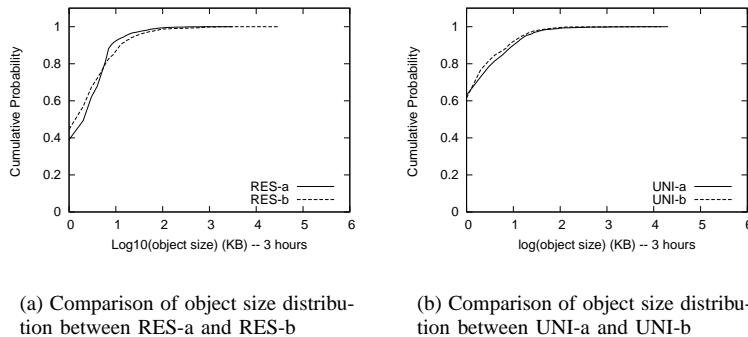 1
0.8
0.6
0.4
0.2
0
Cumulative Probability
RES-a
RES-b
0 1 2 3 4 5 6
Log10(object size) (KB) -- 3 hours
(a) Comparison of object size distribu-
tion between RES-a and RES-b
1
0.8
0.6
0.4
0.2
0
Cumulative Probability
UNI-a
UNI-b
0 1 2 3 4 5 6
log(object size) (KB) -- 3 hours
(b) Comparison of object size distribu-
tion between UNI-a and UNI-b